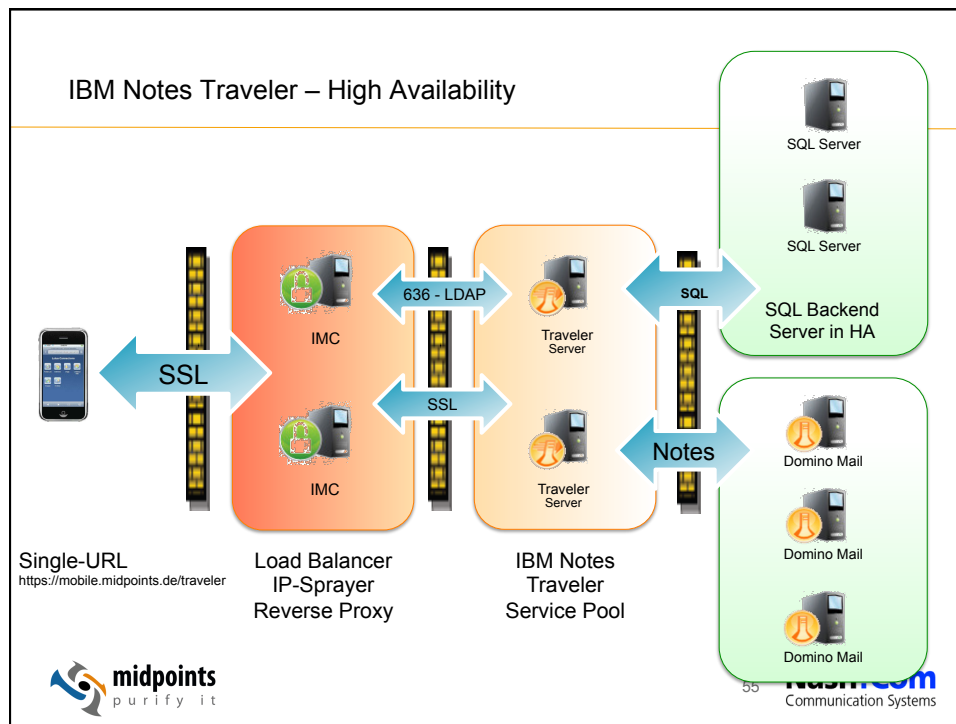 IBM Notes Traveler – High Availability
SQL Server
SQL Server
SQL Backend
Server in HA
SSL
IMC
636 - LDAP
Traveler
Server
SQL
IMC
SSL
Traveler
Server
Notes
Domino Mail
Domino Mail
Domino Mail
Single-URL
https://mobile.midpoints.de/traveler
Load Balancer
IP-Sprayer
Reverse Proxy
IBM Notes
Traveler
Service Pool
midpoints
purify it
55
Communication Systems